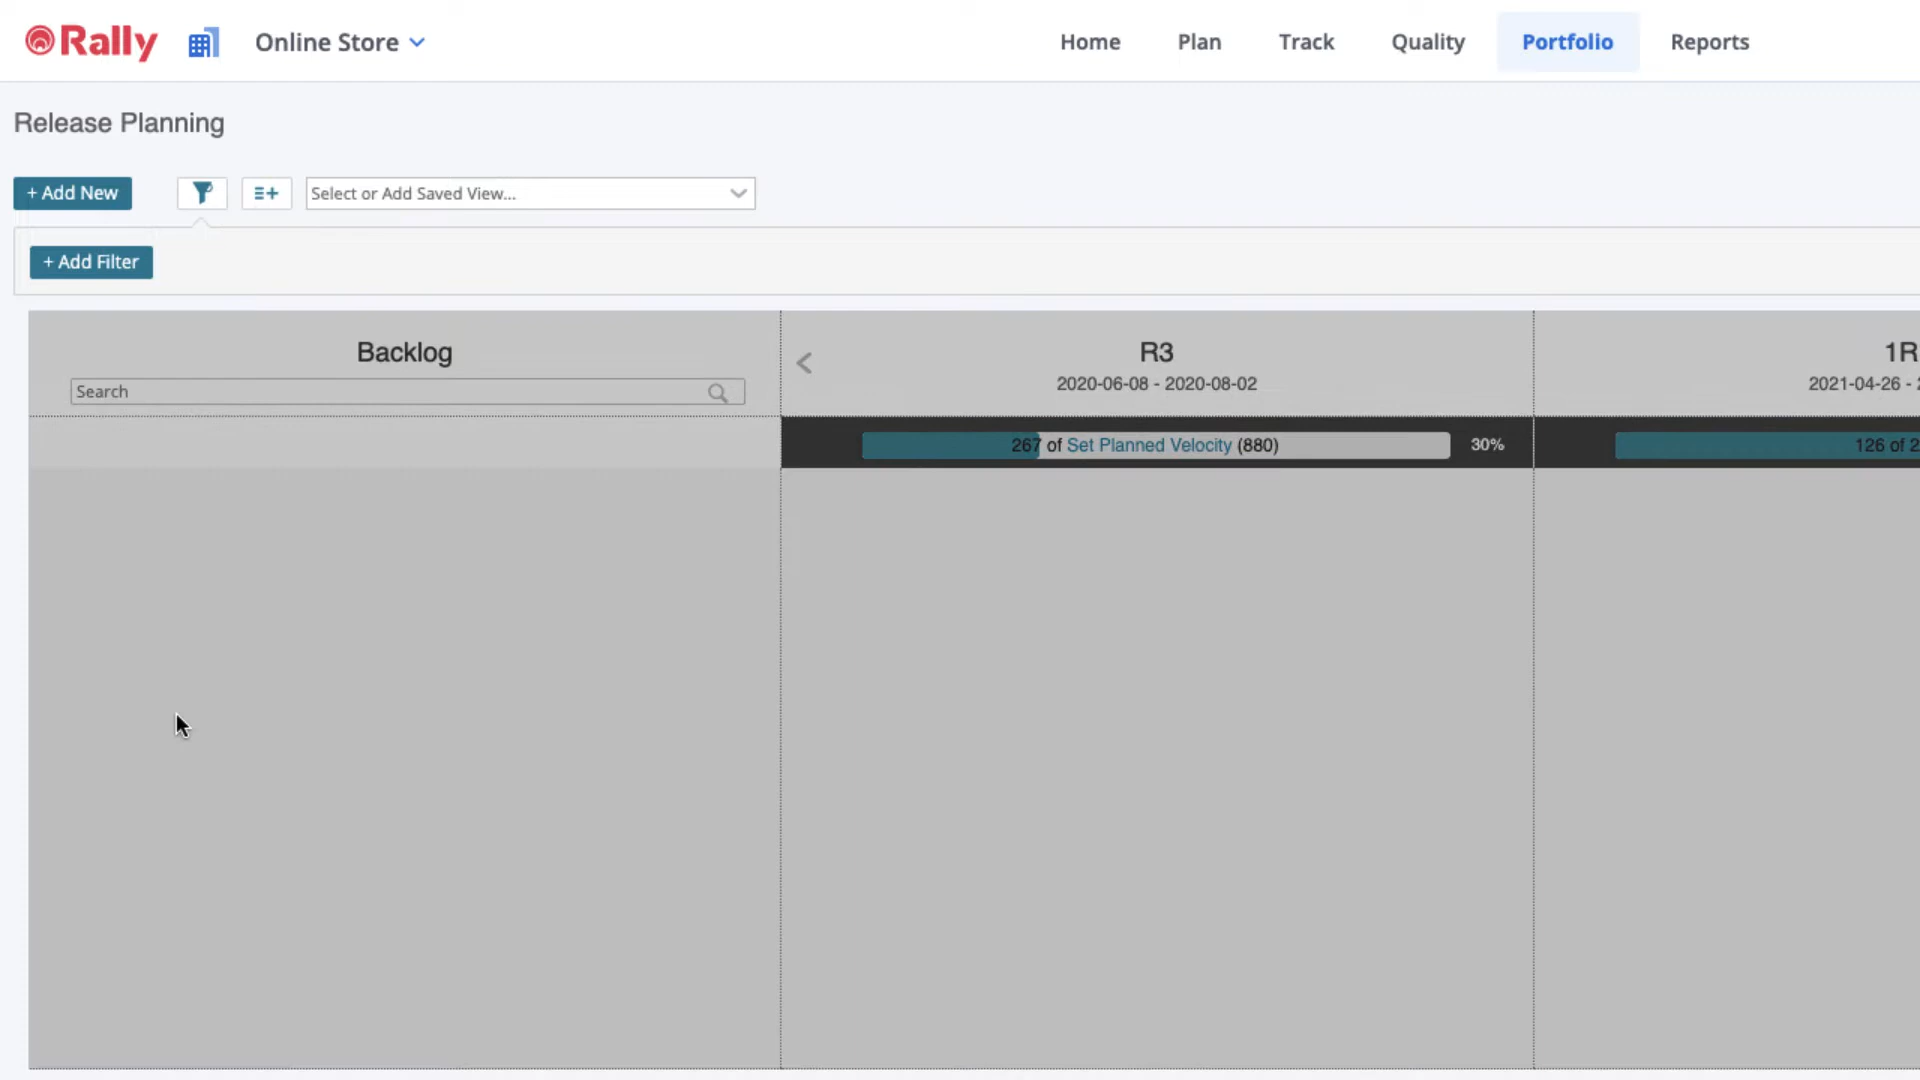 Rally
Online Store
Home
Plan
Track
Quality
Portfolio
Reports
Release Planning
+ Add New
Select or Add Saved View...
+ Add Filter
Backlog
Search
R3
2020-06-08 - 2020-08-02
1R
2021-04-26 -
267 of Set Planned Velocity (880)
30%
126 of 2